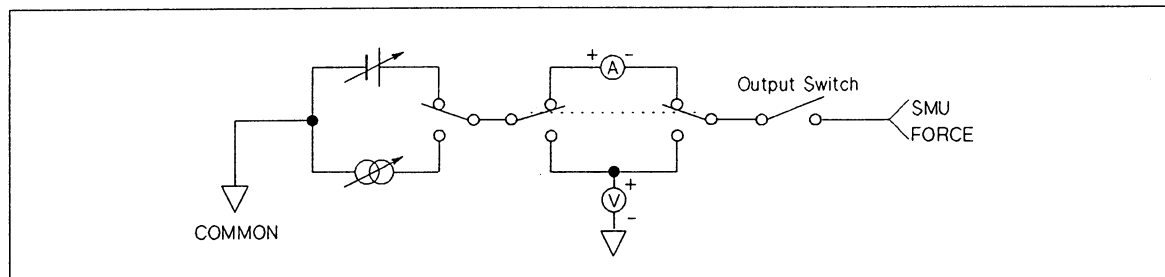 + A -
Output Switch
SMU
FORCE
+
V
-
COMMON